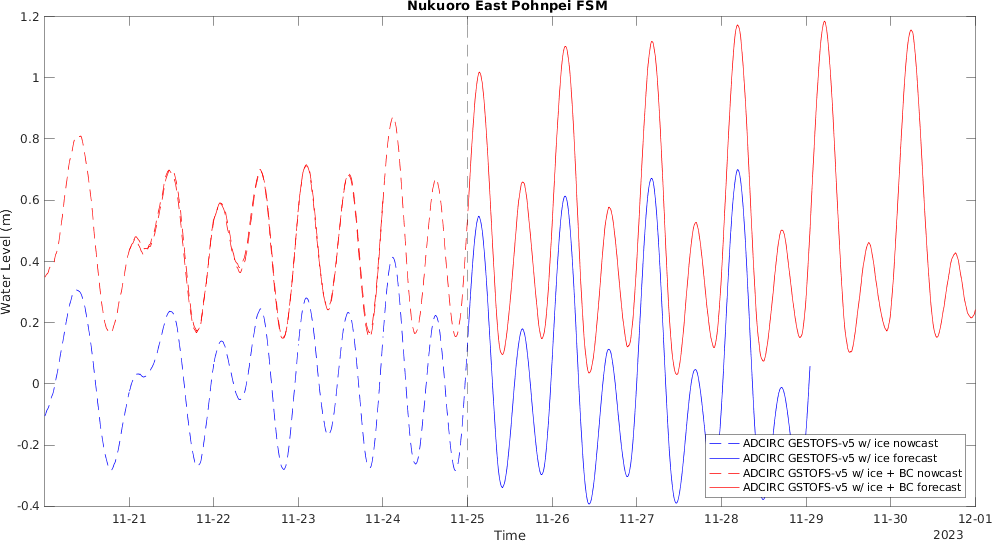 Nukuoro East Pohnpei FSM
Water Level (m)
1.2
1
0.8
0.6
0.4
0.2
0
-0.2
-0.4
ADCIRC GESTOFS-v5 w/ ice nowcast
ADCIRC GESTOFS-v5 w/ ice forecast
ADCIRC GSTOFS-v5 w/ ice + BC nowcast
ADCIRC GSTOFS-v5 w/ ice + BC forecast
11-21 11-22 11-23 11-24 11-25 11-26 11-27 11-28 11-29 11-30 12-01
Time
2023